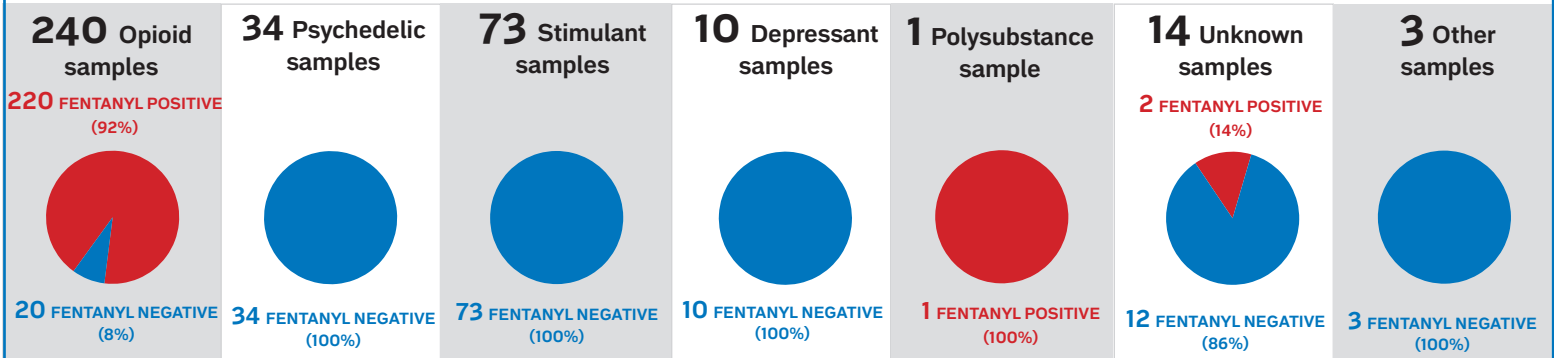 240 Opioid
samples
220 FENTANYL POSITIVE
(92%)
20 FENTANYL NEGATIVE
(8%)
34 Psychedelic
samples
34 FENTANYL NEGATIVE
(100%)
73 Stimulant
samples
73 FENTANYL NEGATIVE
(100%)
10 Depressant
samples
10 FENTANYL NEGATIVE
(100%)
1 Polysubstance
sample
1 FENTANYL POSITIVE
(100%)
14 Unknown
samples
2 FENTANYL POSITIVE
(14%)
12 FENTANYL NEGATIVE
(86%)
3 Other
samples
3 FENTANYL NEGATIVE
(100%)